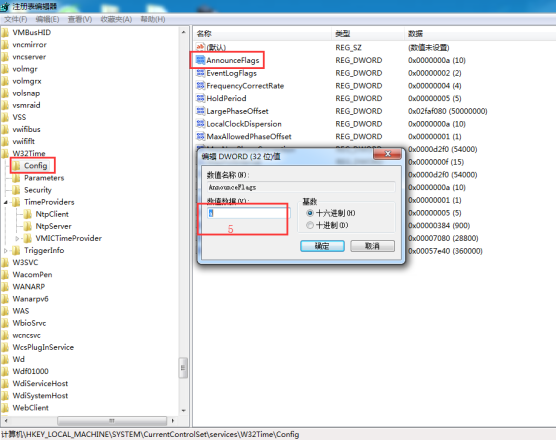 注册表编辑器
文件(F) 编辑(E) 查看(V) 收藏夹(A) 帮助(H)
VMBusHID
vncmirror
vncserver
volmgr
volmgrx
volsnap
vsmraid
VSS
vwifibus
vwififlt
W32Time
Config
Parameters
Security
TimeProviders
NtpClient
NtpServer
VMICTimeProvider
TriggerInfo
W3SVC
WacomPen
WANARP
Wanarpv6
WAS
WbioSrvc
wcncsvc
WcsPlugInService
Wd
Wdf01000
WdiServiceHost
WdiSystemHost
WebClient
名称 类型 数据
(默认) REG_SZ (数值未设置)
AnnounceFlags REG_DWORD 0x0000000a (10)
EventLogFlags REG_DWORD 0x00000002 (2)
FrequencyCorrectRate REG_DWORD 0x00000004 (4)
HoldPeriod REG_DWORD 0x00000005 (5)
LargePhaseOffset REG_DWORD 0x02faf080 (50000000)
LocalClockDispersion REG_DWORD 0x0000000a (10)
MaxAllowedPhaseOffset REG_DWORD 0x00000001 (1)
0x0000d2f0 (54000)
0x0000000f (15)
0x0000d2f0 (54000)
0x0000000a (10)
0x00000001 (1)
0x00000005 (5)
0x00000384 (900)
0x00007080 (28800)
0x00057e40 (360000)
编辑 DWORD (32 位)值
数值名称(N):
AnnounceFlags
数值数据(V):
基数
十六进制(H)
十进制(D)
5
确定 取消
计算机\HKEY_LOCAL_MACHINE\SYSTEM\CurrentControlSet\services\W32Time\Config